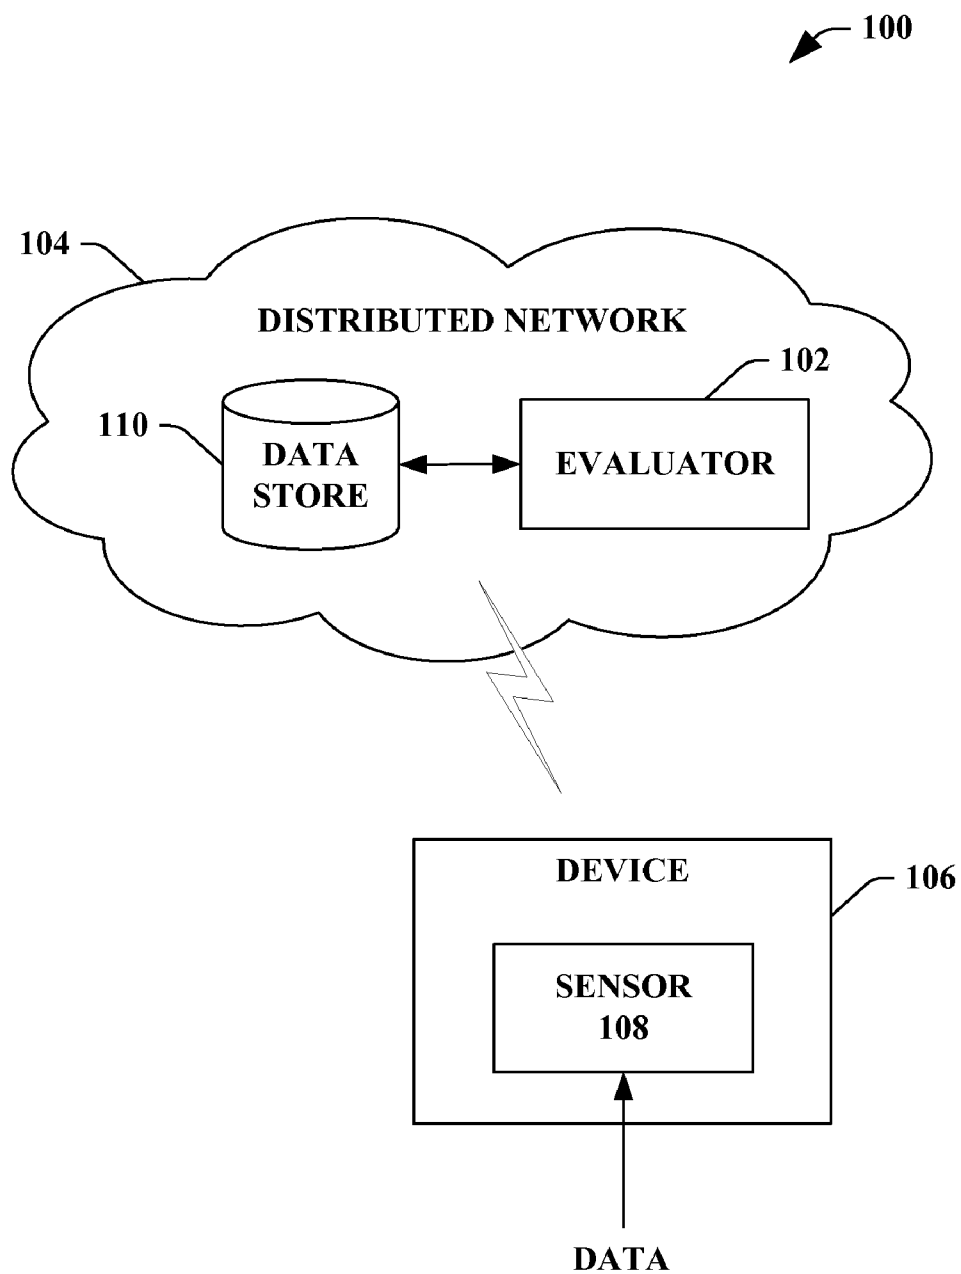 100
104
DISTRIBUTED NETWORK
102
110
DATA
STORE
EVALUATOR
DEVICE
106
SENSOR
108
DATA